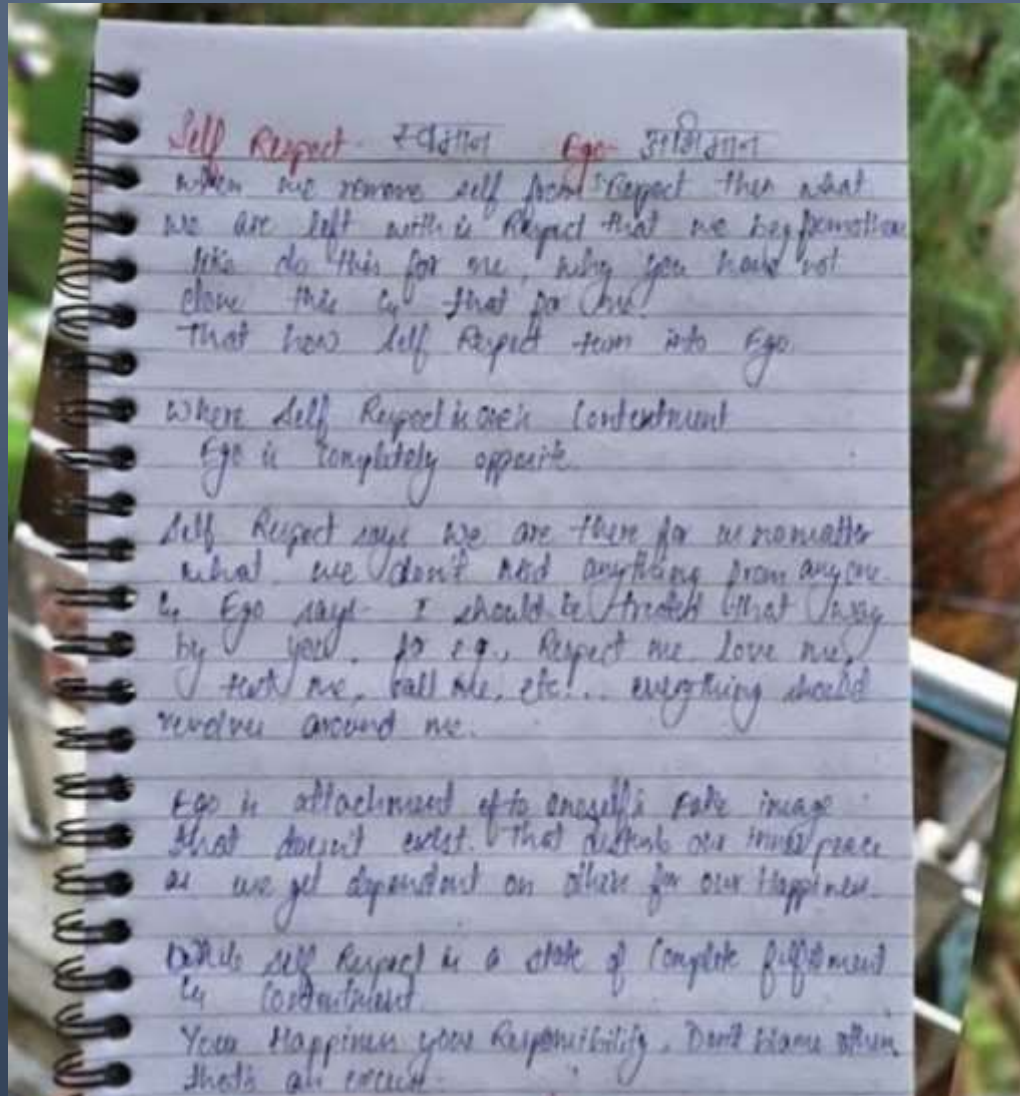 Self Respect- स्वमान Ego- अभिमान
when we remove self from Respect then what
we are left with is Respect that we beg from others
like do this for me, why you have not
done this & that for me.
That how self Respect turn into Ego.
Where Self Respect is one's Contentment
Ego is completely opposite.
Self Respect says we are there for us nomatter
what we don't need anything from anyone.
& Ego says- I should be treated that way
by you. for eg., Respect me, love me,
text me, call me, etc... everything should
revolves around me.
Ego is attachment of to oneself's Fake image
that doesn't exist. That disturb our inner peace
as we get dependent on others for our Happiness.
While self Respect is a state of Complete fulfilment
& Contentment.
Your Happiness your Responsibility. Don't blame others
that's an excuse.